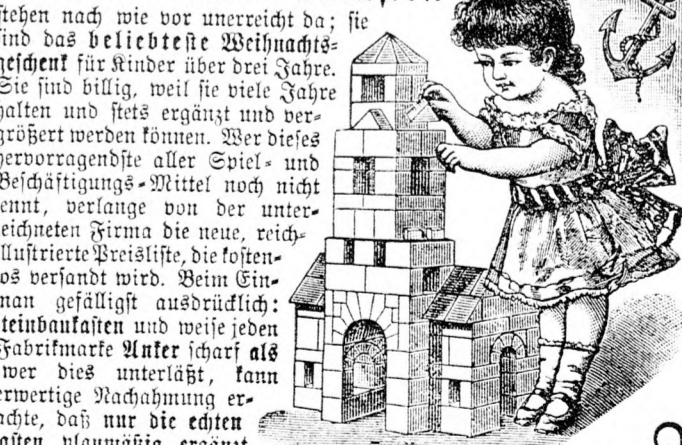 stehen nach wie vor unerreicht da; sie
sind das beliebteste Weihnachts=
geschenk für Kinder über drei Jahre.
Sie sind billig, weil sie viele Jahre
halten und stets ergänzt und ver=
größert werden können. Wer dieses
hervorragendste aller Spiel= und
Beschäftigungs=Mittel noch nicht
kennt, verlange von der unter=
zeichneten Firma die neue, reich=
illustrierte Preisliste, die kosten=
los versandt wird. Beim Ein=
man gefälligst ausdrücklich:
Steinbaukasten und weise jeden
Fabrikmarke Anker scharf als
wer dies unterläßt, kann
erwertige Nachahmung er=
achte, daß nur die echten
kasten planmäßig ergänzt